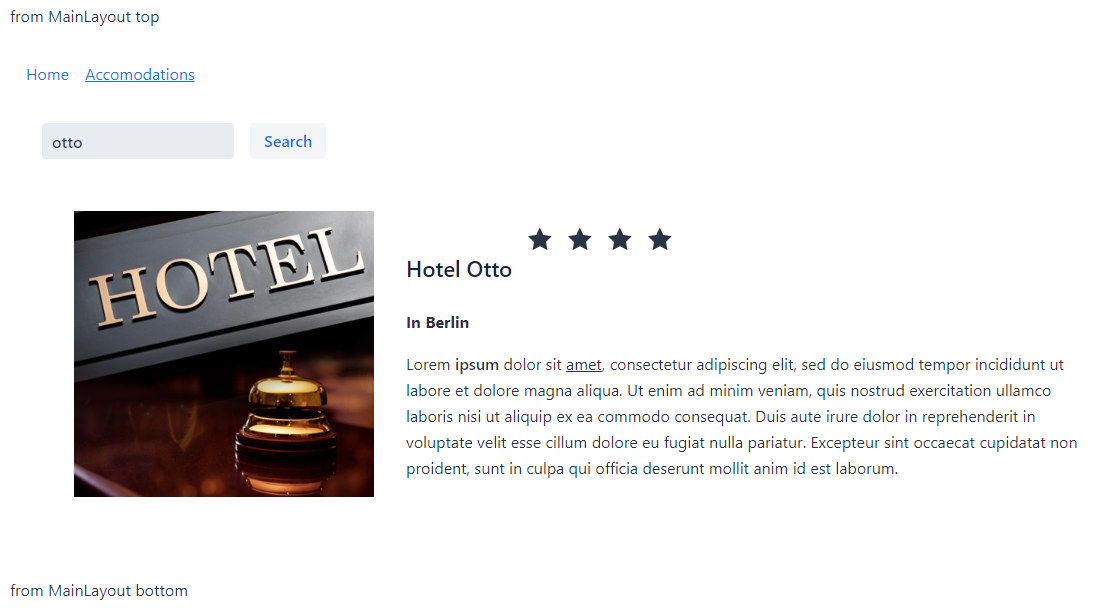 from MainLayout top
Home Accomodations
otto Search
HOTEL
Hotel Otto
In Berlin
Lorem ipsum dolor sit amet, consectetur adipiscing elit, sed do eiusmod tempor incididunt ut
labore et dolore magna aliqua. Ut enim ad minim veniam, quis nostrud exercitation ullamco
laboris nisi ut aliquip ex ea commodo consequat. Duis aute irure dolor in reprehenderit in
voluptate velit esse cillum dolore eu fugiat nulla pariatur. Excepteur sint occaecat cupidatat non
proident, sunt in culpa qui officia deserunt mollit anim id est laborum.
from MainLayout bottom